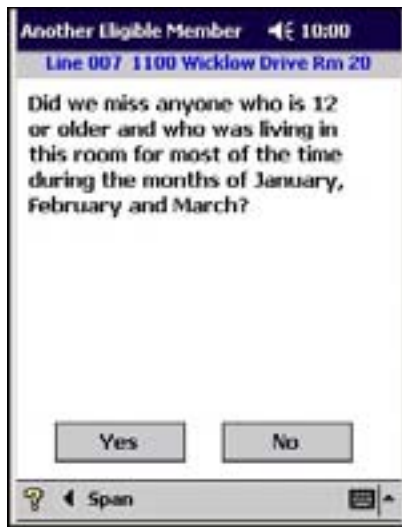 Another Eligible Member 10:00
Line 007 1100 Wicklow Drive Rm 20
Did we miss anyone who is 12
or older and who was living in
this room for most of the time
during the months of January,
February and March?
Yes No
? Span